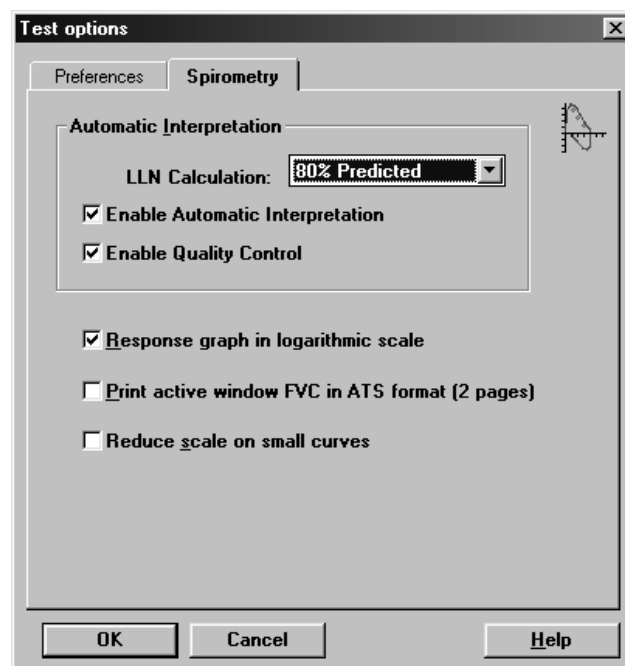 Test options
Preferences
Spirometry
Automatic Interpretation
LLN Calculation: 80% Predicted
Enable Automatic Interpretation
Enable Quality Control
Response graph in logarithmic scale
Print active window FVC in ATS format (2 pages)
Reduce scale on small curves
OK Cancel Help